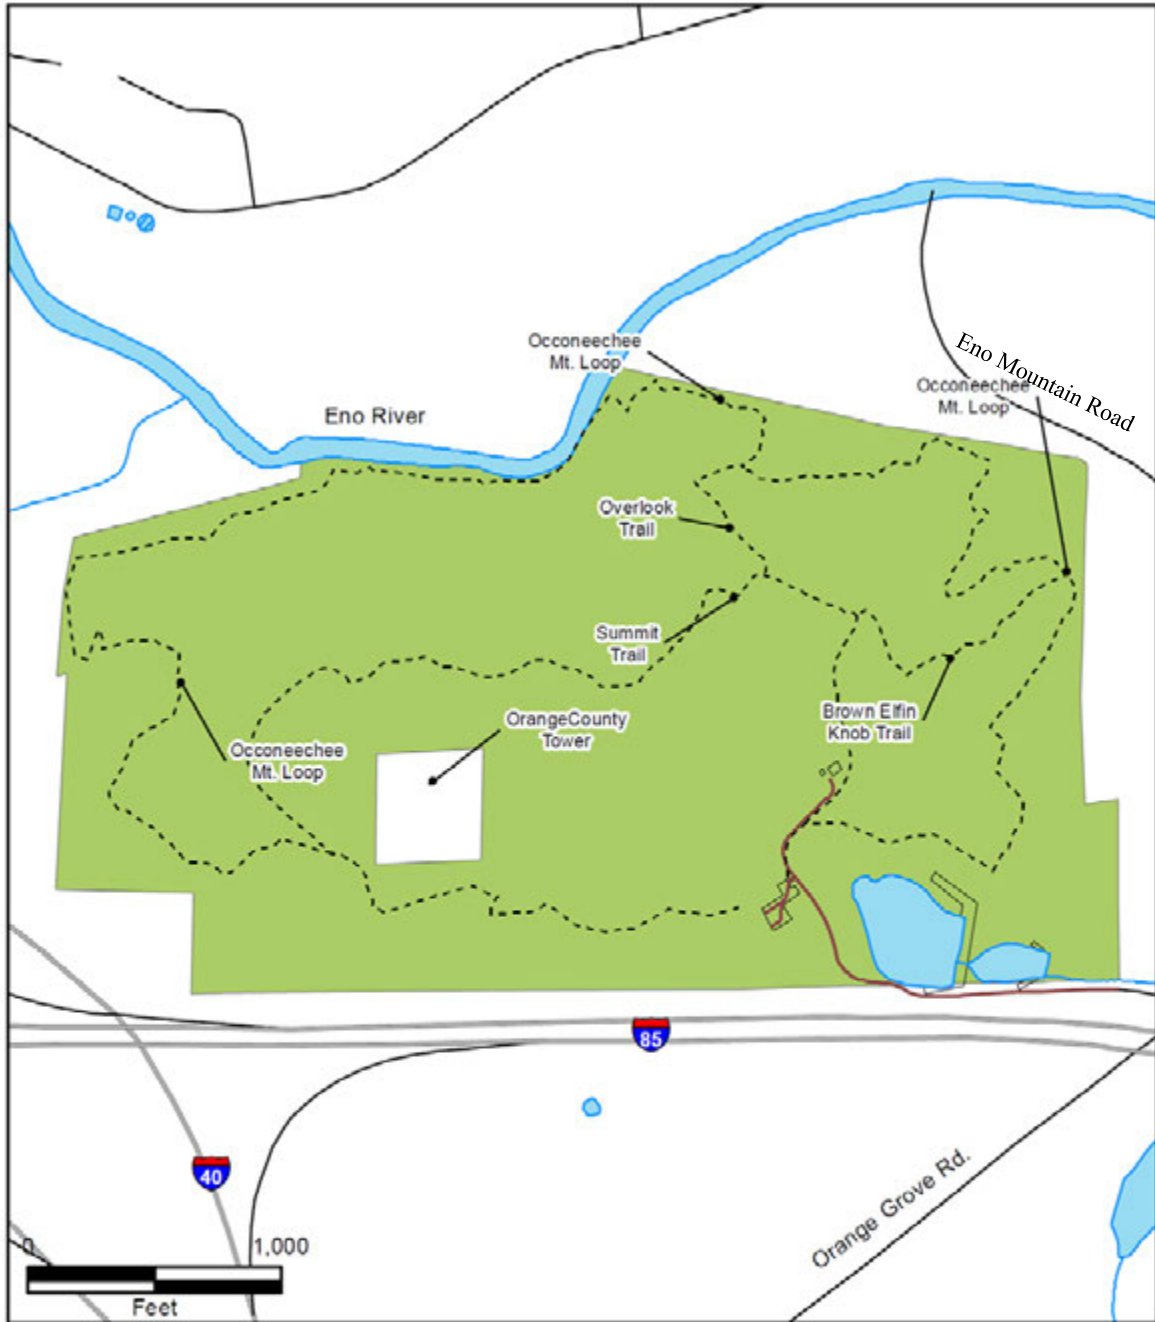 Occoneechee
Mt. Loop
Eno Mountain Road
Occoneechee
Mt. Loop
Eno River
Overlook
Trail
Summit
Trail
OrangeCounty
Tower
Brown Elfin
Knob Trail
Occoneechee
Mt. Loop
85
40
Orange Grove Rd.
0
1,000
Feet